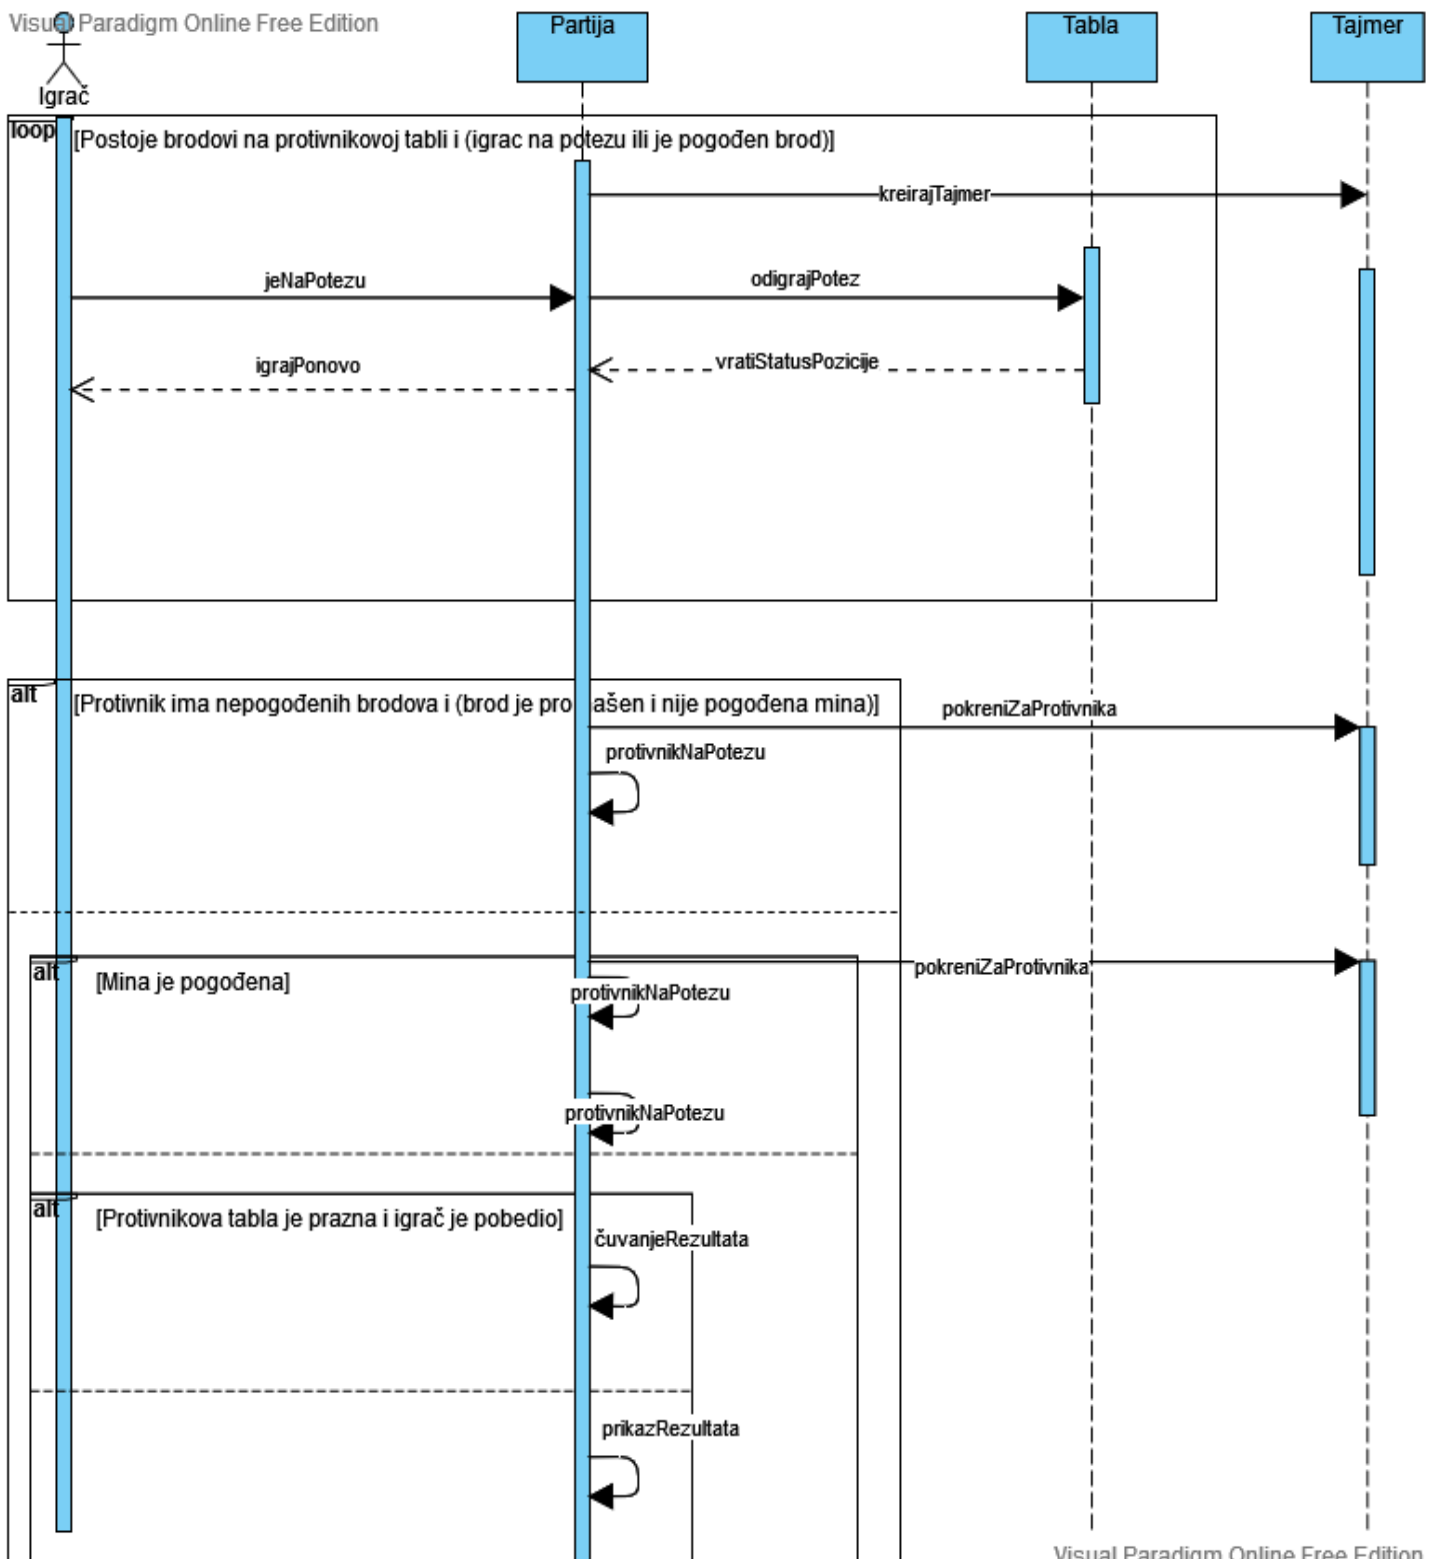 Visual Paradigm Online Free Edition
Partija
Tabla
Tajmer
Igrač
loop
[Postoje brodovi na protivnikovoj tabli i (igrac na potezu ili je pogođen brod)]
kreirajTajmer
jeNaPotezu
odigrajPotez
igrajPonovo
vratiStatusPozicije
alt
[Protivnik ima nepogođenih brodova i (brod je pro ašen i nije pogođena mina)]
pokreniZaProtivnika
protivnikNaPotezu
alt
[Mina je pogođena]
pokreniZaProtivnika
protivnikNaPotezu
protivnikNaPotezu
alt
[Protivnikova tabla je prazna i igrač je pobedio]
čuvanjeRezultata
prikazRezultata
Visual Paradigm Online Free Edition